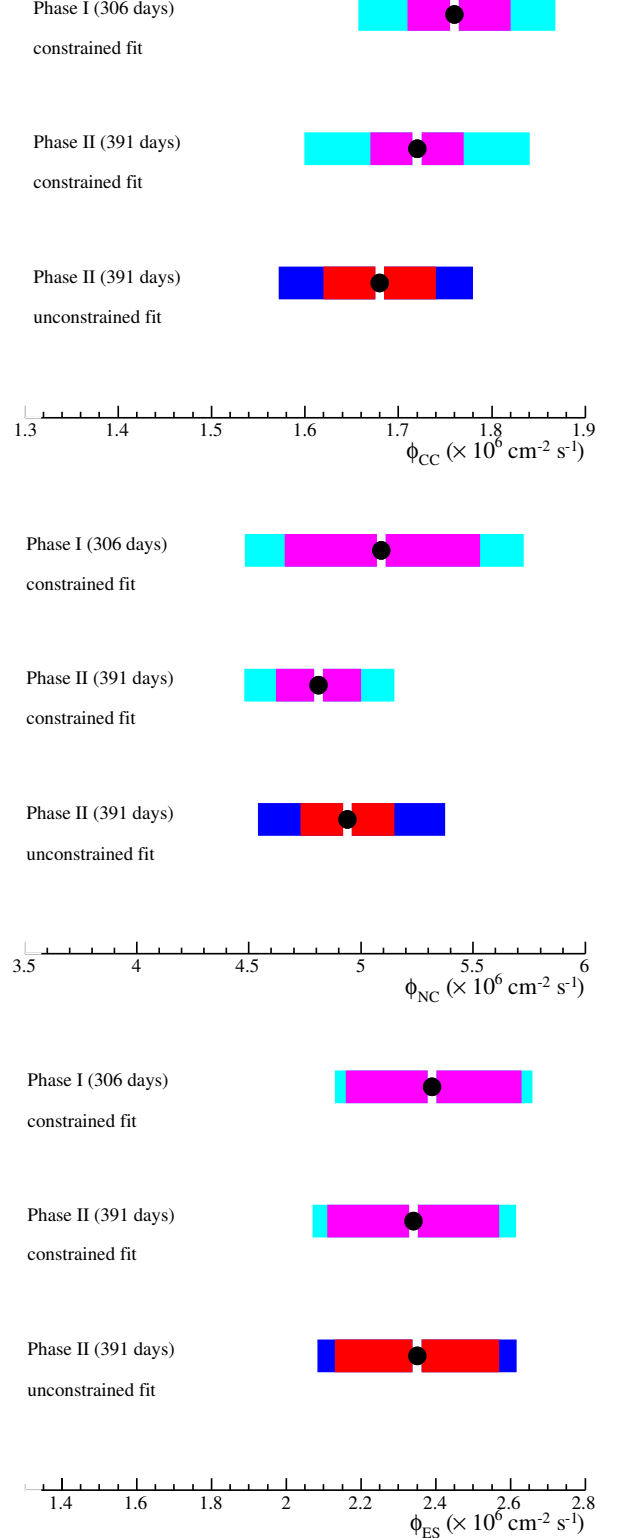 Phase I (306 days)
constrained fit
Phase II (391 days)
constrained fit
Phase II (391 days)
unconstrained fit
1.3 1.4 1.5 1.6 1.7 1.8 1.9
ϕCC (× 10⁶ cm⁻² s⁻¹)
Phase I (306 days)
constrained fit
Phase II (391 days)
constrained fit
Phase II (391 days)
unconstrained fit
3.5 4 4.5 5 5.5 6
ϕNC (× 10⁶ cm⁻² s⁻¹)
Phase I (306 days)
constrained fit
Phase II (391 days)
constrained fit
Phase II (391 days)
unconstrained fit
1.4 1.6 1.8 2 2.2 2.4 2.6 2.8
ϕES (× 10⁶ cm⁻² s⁻¹)